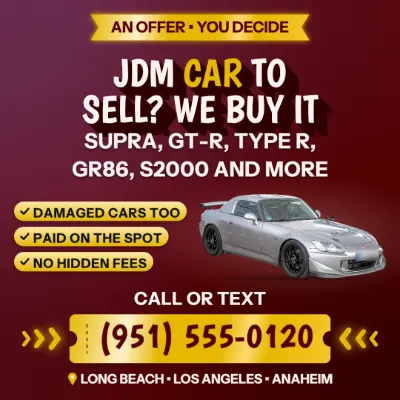 AN OFFER • YOU DECIDE
JDM CAR TO
SELL? WE BUY IT
SUPRA, GT-R, TYPE R,
GR86, S2000 AND MORE
DAMAGED CARS TOO
PAID ON THE SPOT
NO HIDDEN FEES
CALL OR TEXT
(951) 555-0120
LONG BEACH • LOS ANGELES • ANAHEIM